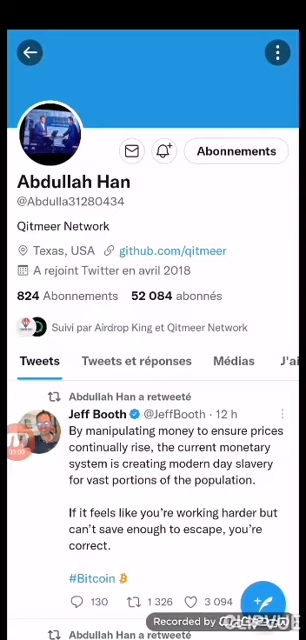 Abonnements
Abdullah Han
@Abdulla31280434
Qitmeer Network
Texas, USA github.com/qitmeer
A rejoint Twitter en avril 2018
824 Abonnements 52 084 abonnés
Suivi par Airdrop King et Qitmeer Network
Tweets Tweets et réponses Médias J'ai
Abdullah Han a retweeté
Jeff Booth @JeffBooth · 12 h
By manipulating money to ensure prices
continually rise, the current monetary
system is creating modern day slavery
for vast portions of the population.
If it feels like you're working harder but
can't save enough to escape, you're
correct.
#Bitcoin
130 1 326 3 094
Recorded by
Abdullah Han a retweeté